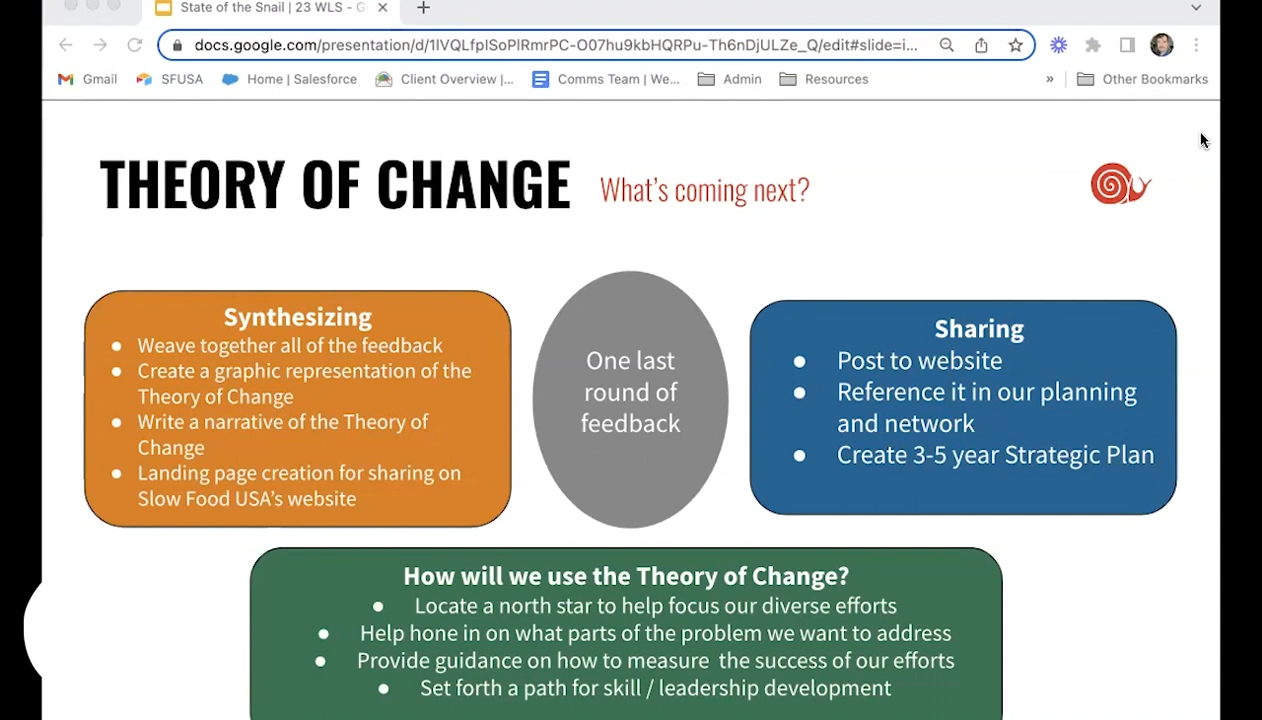 State of the Snail | 23 WLS - G
docs.google.com/presentation/d/1lVQLfpISoPlRmrPC-O07hu9kbHQRPu-Th6nDjULZe_Q/edit#slide=i...
Gmail SFUSA Home | Salesforce Client Overview |... Comms Team | We... Admin Resources » Other Bookmarks
THEORY OF CHANGE What's coming next?
Synthesizing
● Weave together all of the feedback
● Create a graphic representation of the
Theory of Change
● Write a narrative of the Theory of
Change
● Landing page creation for sharing on
Slow Food USA's website
One last
round of
feedback
Sharing
● Post to website
● Reference it in our planning
and network
● Create 3-5 year Strategic Plan
How will we use the Theory of Change?
● Locate a north star to help focus our diverse efforts
● Help hone in on what parts of the problem we want to address
● Provide guidance on how to measure the success of our efforts
● Set forth a path for skill / leadership development